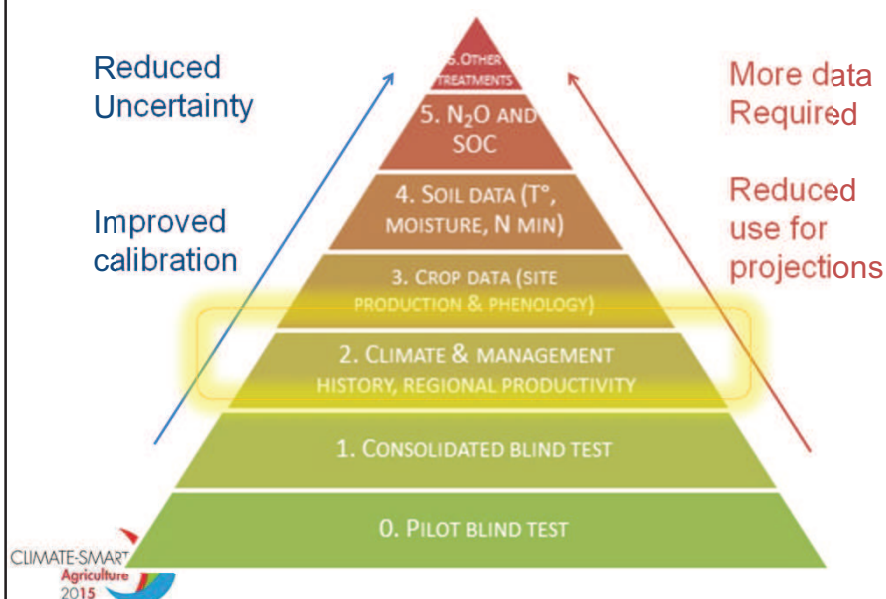 Reduced
Uncertainty
Improved
calibration
6.OTHER
TREATMENTS
5. N₂O AND
SOC
4. SOIL DATA (T°,
MOISTURE, N MIN)
3. CROP DATA (SITE
PRODUCTION & PHENOLOGY)
2. CLIMATE & MANAGEMENT
HISTORY, REGIONAL PRODUCTIVITY
1. CONSOLIDATED BLIND TEST
0. PILOT BLIND TEST
More data
Required
Reduced
use for
projections
CLIMATE-SMART
Agriculture
2015